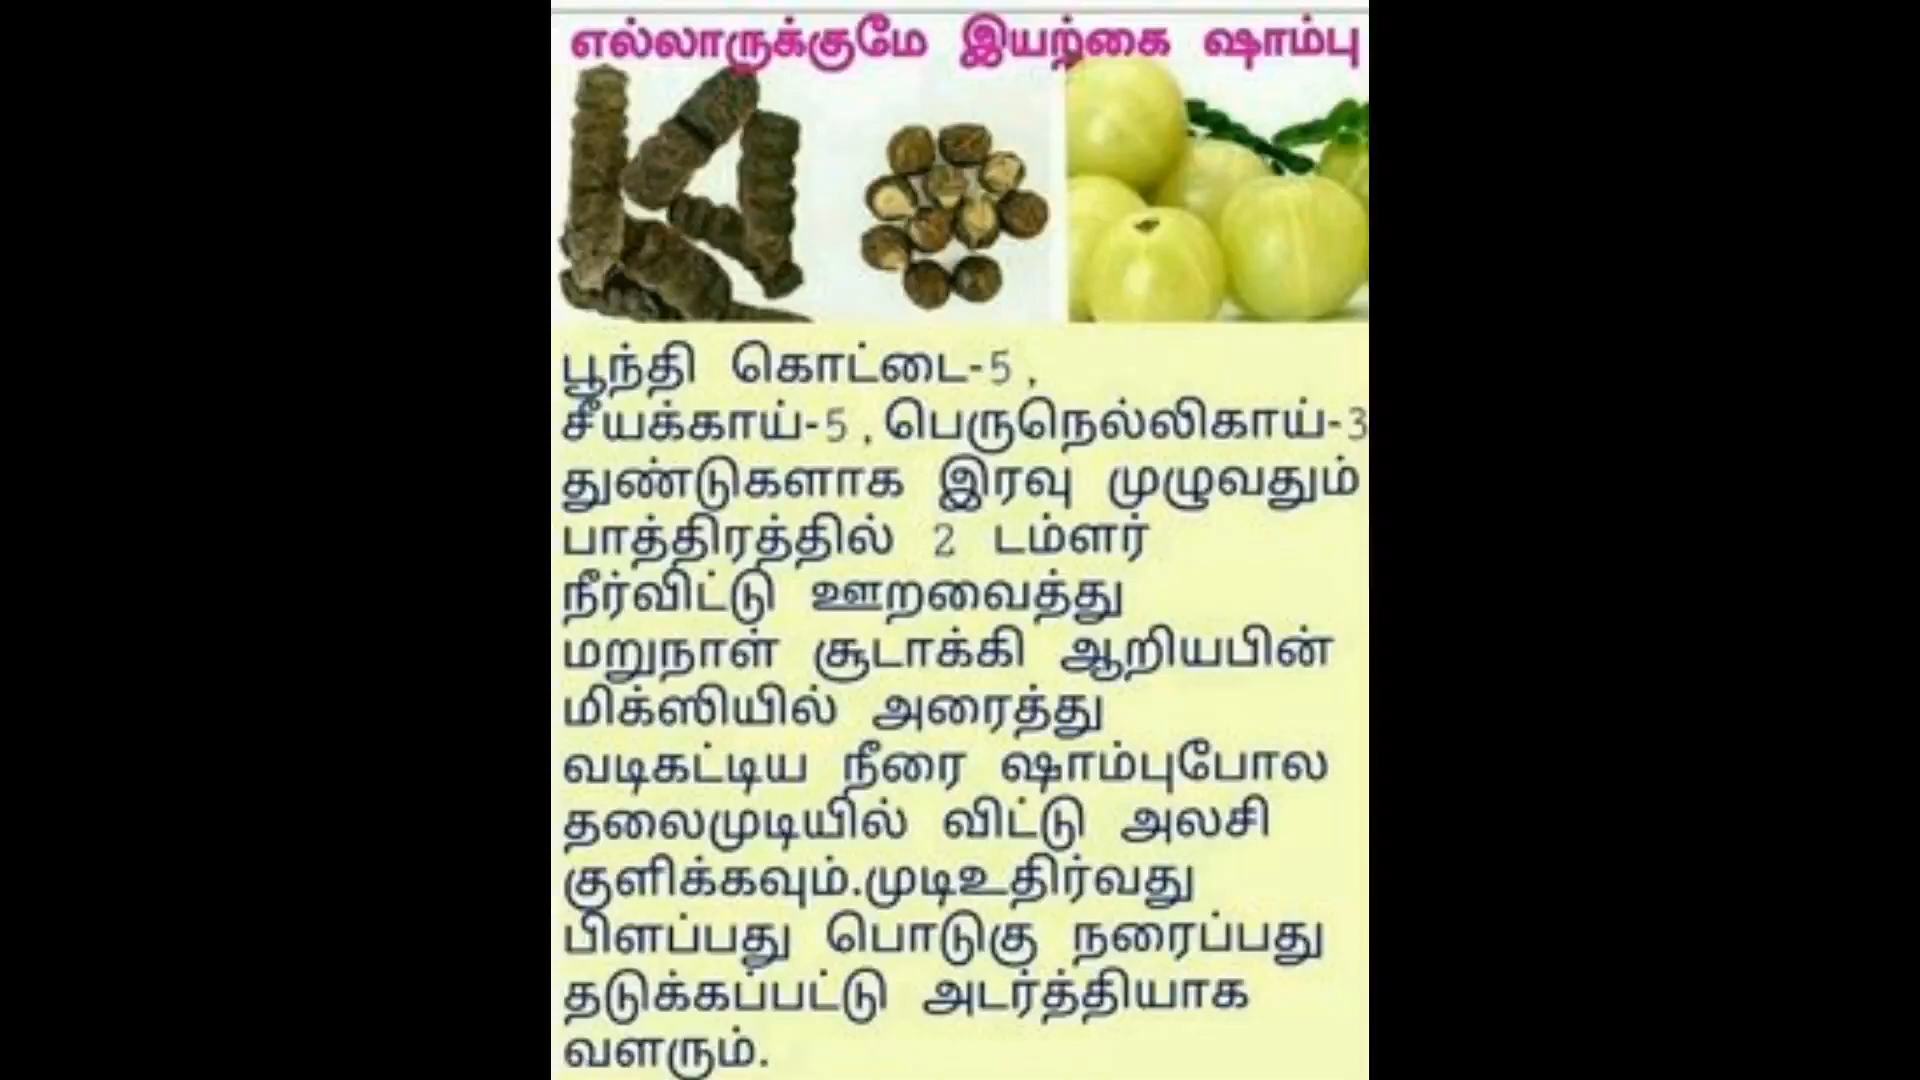 எல்லாருக்குமே இயற்கை ஷாம்பு
பூந்தி கொட்டை-5 ,
சீயக்காய்-5 , பெருநெல்லிகாய்-3
துண்டுகளாக இரவு முழுவதும்
பாத்திரத்தில் 2 டம்ளர்
நீர்விட்டு ஊறவைத்து
மறுநாள் சூடாக்கி ஆறியபின்
மிக்ஸியில் அரைத்து
வடிகட்டிய நீரை ஷாம்புபோல
தலைமுடியில் விட்டு அலசி
குளிக்கவும்.முடிஉதிர்வது
பிளப்பது பொடுகு நரைப்பது
தடுக்கப்பட்டு அடர்த்தியாக
வளரும்.